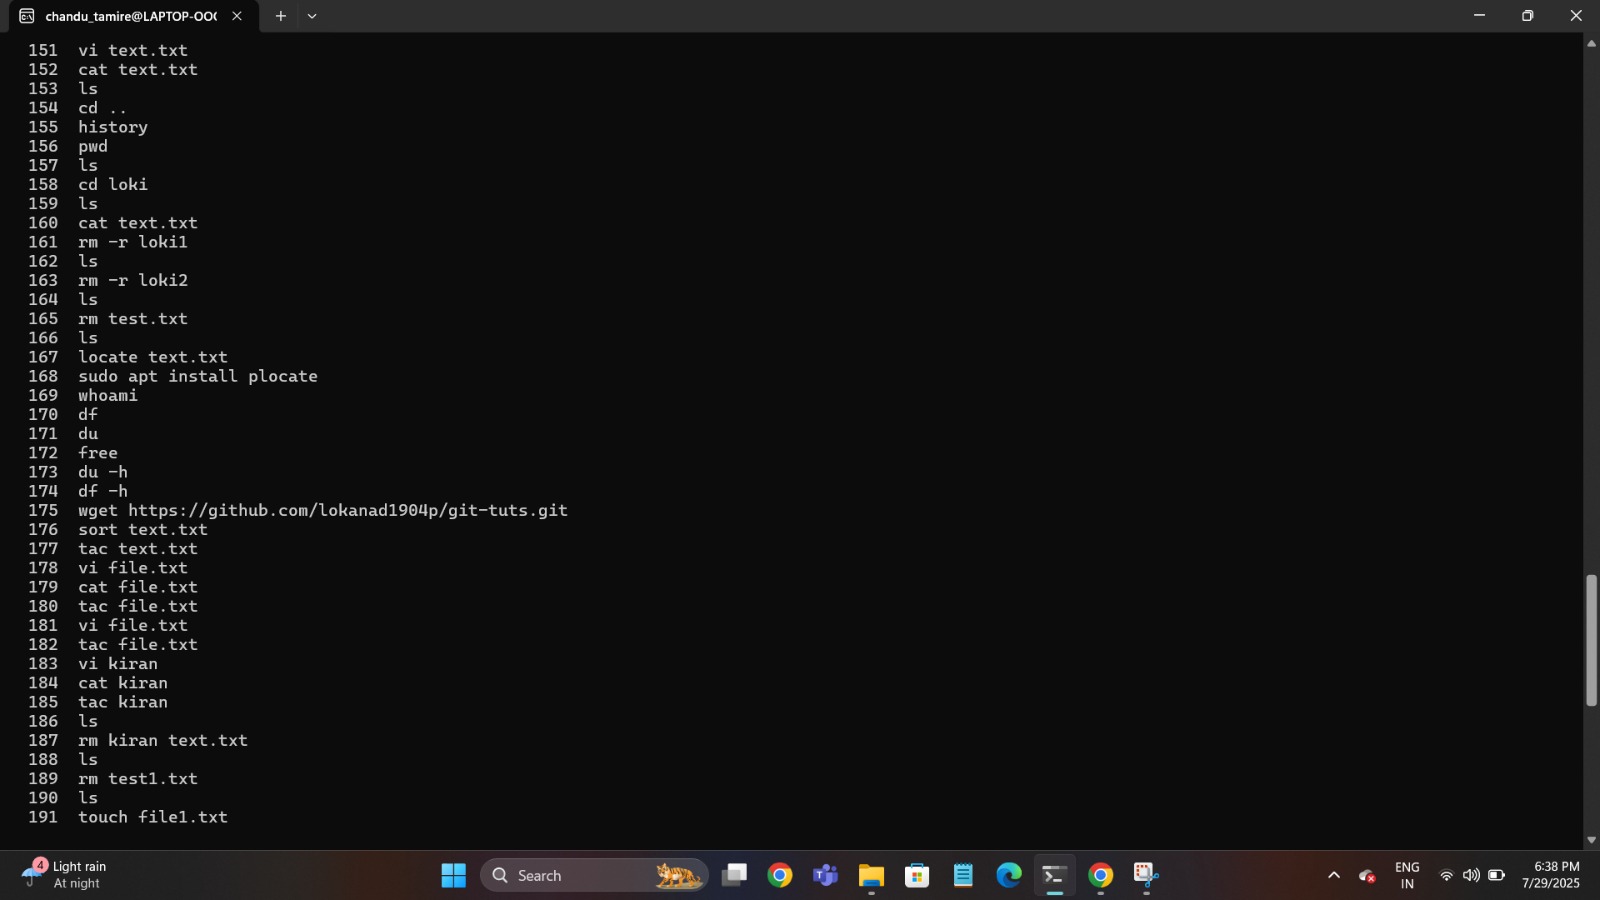 chandu_tamire@LAPTOP-OO
151 vi text.txt
152 cat text.txt
153 ls
154 cd ..
155 history
156 pwd
157 ls
158 cd loki
159 ls
160 cat text.txt
161 rm -r loki1
162 ls
163 rm -r loki2
164 ls
165 rm test.txt
166 ls
167 locate text.txt
168 sudo apt install plocate
169 whoami
170 df
171 du
172 free
173 du -h
174 df -h
175 wget https://github.com/lokanad1904p/git-tuts.git
176 sort text.txt
177 tac text.txt
178 vi file.txt
179 cat file.txt
180 tac file.txt
181 vi file.txt
182 tac file.txt
183 vi kiran
184 cat kiran
185 tac kiran
186 ls
187 rm kiran text.txt
188 ls
189 rm test1.txt
190 ls
191 touch file1.txt
4 Light rain
At night
Search
ENG
IN
6:38 PM
7/29/2025